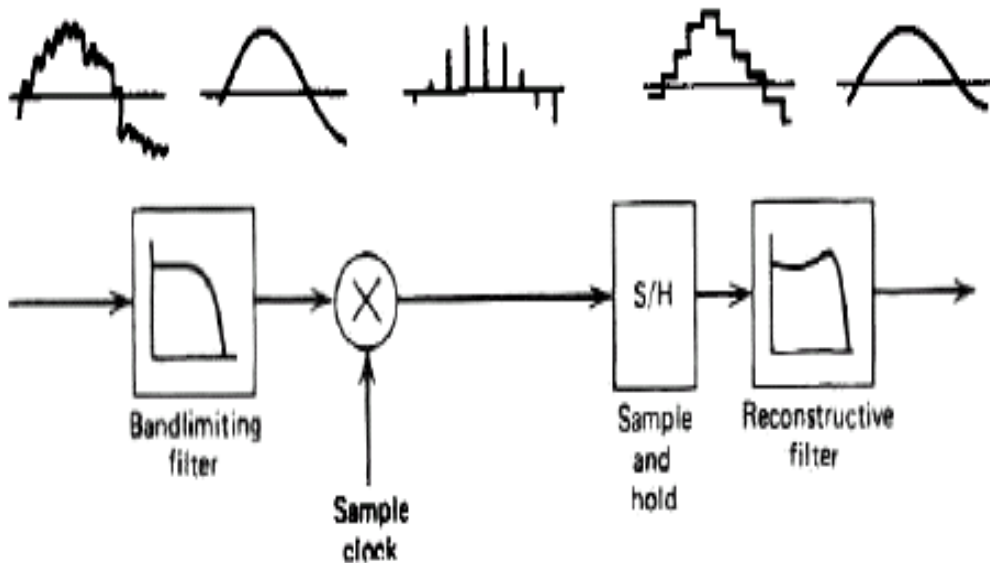 S/H
Bandlimiting
filter
Sample
clock
Sample
and
hold
Reconstructive
filter